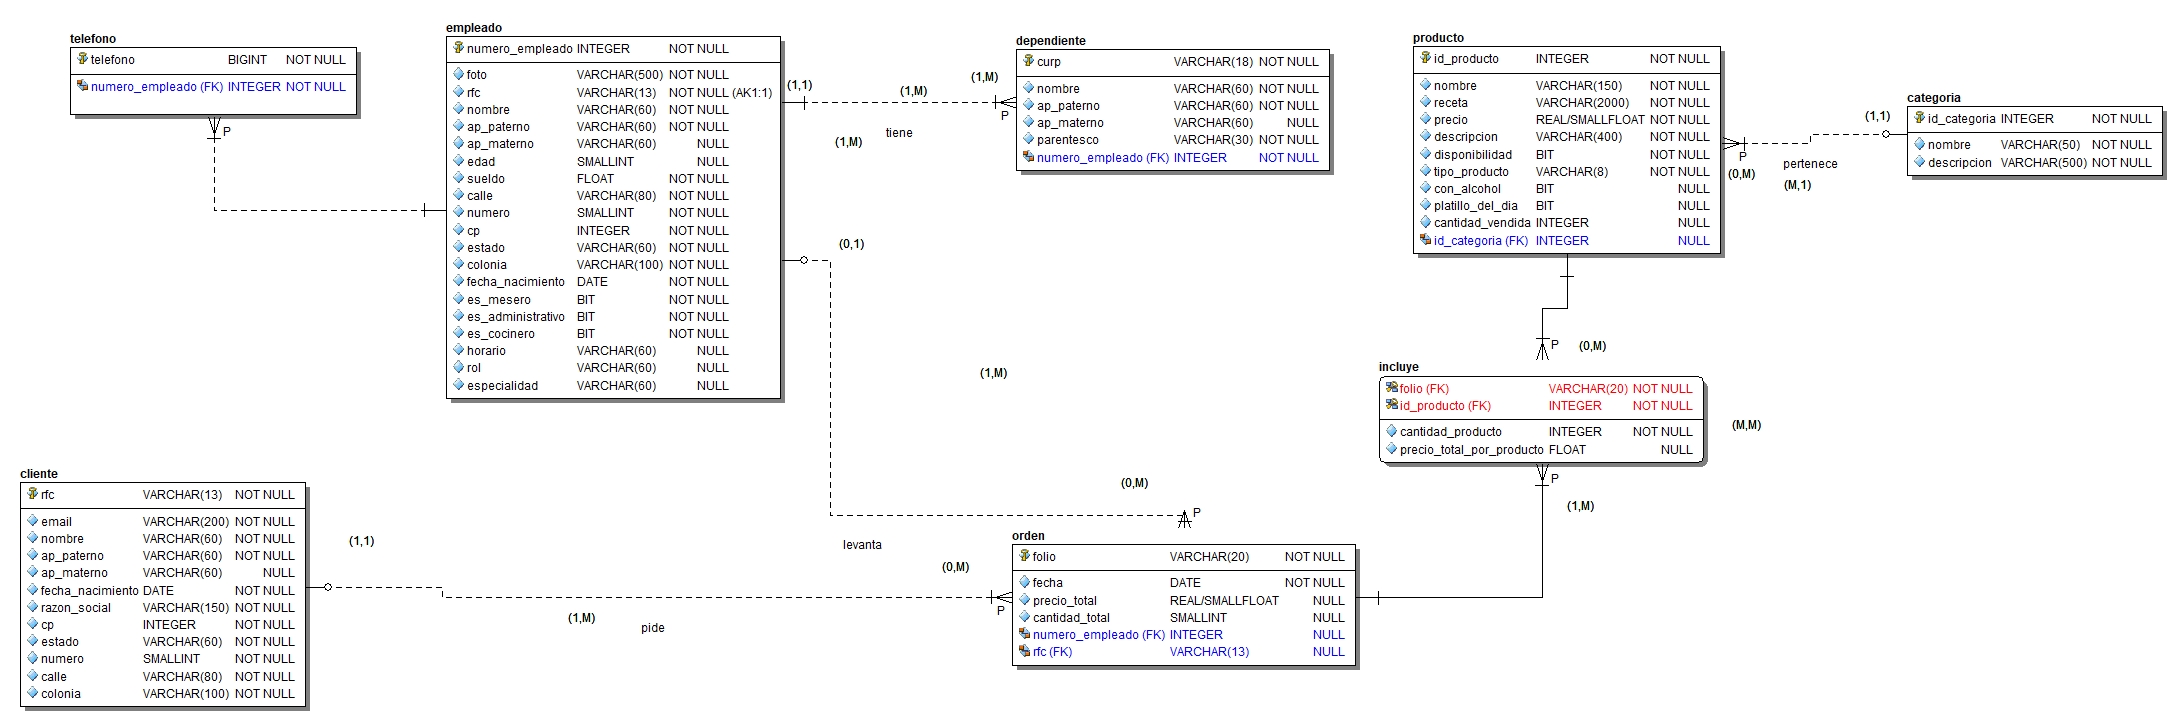 telefono
telefono BIGINT NOT NULL
numero_empleado (FK) INTEGER NOT NULL
P
empleado
numero_empleado INTEGER NOT NULL
foto VARCHAR(500) NOT NULL
rfc VARCHAR(13) NOT NULL (AK1:1)
nombre VARCHAR(60) NOT NULL
ap_paterno VARCHAR(60) NOT NULL
ap_materno VARCHAR(60) NULL
edad SMALLINT NULL
sueldo FLOAT NOT NULL
calle VARCHAR(80) NOT NULL
numero SMALLINT NOT NULL
cp INTEGER NOT NULL
estado VARCHAR(60) NOT NULL
colonia VARCHAR(100) NOT NULL
fecha_nacimiento DATE NOT NULL
es_mesero BIT NOT NULL
es_administrativo BIT NOT NULL
es_cocinero BIT NOT NULL
horario VARCHAR(60) NULL
rol VARCHAR(60) NULL
especialidad VARCHAR(60) NULL
(1,1)
(1,M)
(1,M)
P
(1,M)
tiene
dependiente
curp VARCHAR(18) NOT NULL
nombre VARCHAR(60) NOT NULL
ap_paterno VARCHAR(60) NOT NULL
ap_materno VARCHAR(60) NULL
parentesco VARCHAR(30) NOT NULL
numero_empleado (FK) INTEGER NOT NULL
producto
id_producto INTEGER NOT NULL
nombre VARCHAR(150) NOT NULL
receta VARCHAR(2000) NOT NULL
precio REAL/SMALLFLOAT NOT NULL
descripcion VARCHAR(400) NOT NULL
disponibilidad BIT NOT NULL
tipo_producto VARCHAR(8) NOT NULL
con_alcohol BIT NULL
platillo_del_dia BIT NULL
cantidad_vendida INTEGER NULL
id_categoria (FK) INTEGER NULL
(1,1)
P
pertenece
(0,M)
(M,1)
categoria
id_categoria INTEGER NOT NULL
nombre VARCHAR(50) NOT NULL
descripcion VARCHAR(500) NOT NULL
(0,1)
(1,M)
(0,M)
P
levanta
P
(0,M)
incluye
folio (FK) VARCHAR(20) NOT NULL
id_producto (FK) INTEGER NOT NULL
cantidad_producto INTEGER NOT NULL
precio_total_por_producto FLOAT NULL
(M,M)
P
(1,M)
cliente
rfc VARCHAR(13) NOT NULL
email VARCHAR(200) NOT NULL
nombre VARCHAR(60) NOT NULL
ap_paterno VARCHAR(60) NOT NULL
ap_materno VARCHAR(60) NULL
fecha_nacimiento DATE NOT NULL
razon_social VARCHAR(150) NOT NULL
cp INTEGER NOT NULL
estado VARCHAR(60) NOT NULL
numero SMALLINT NOT NULL
calle VARCHAR(80) NOT NULL
colonia VARCHAR(100) NOT NULL
(1,1)
(0,M)
P
(1,M)
pide
orden
folio VARCHAR(20) NOT NULL
fecha DATE NOT NULL
precio_total REAL/SMALLFLOAT NULL
cantidad_total SMALLINT NULL
numero_empleado (FK) INTEGER NULL
rfc (FK) VARCHAR(13) NULL